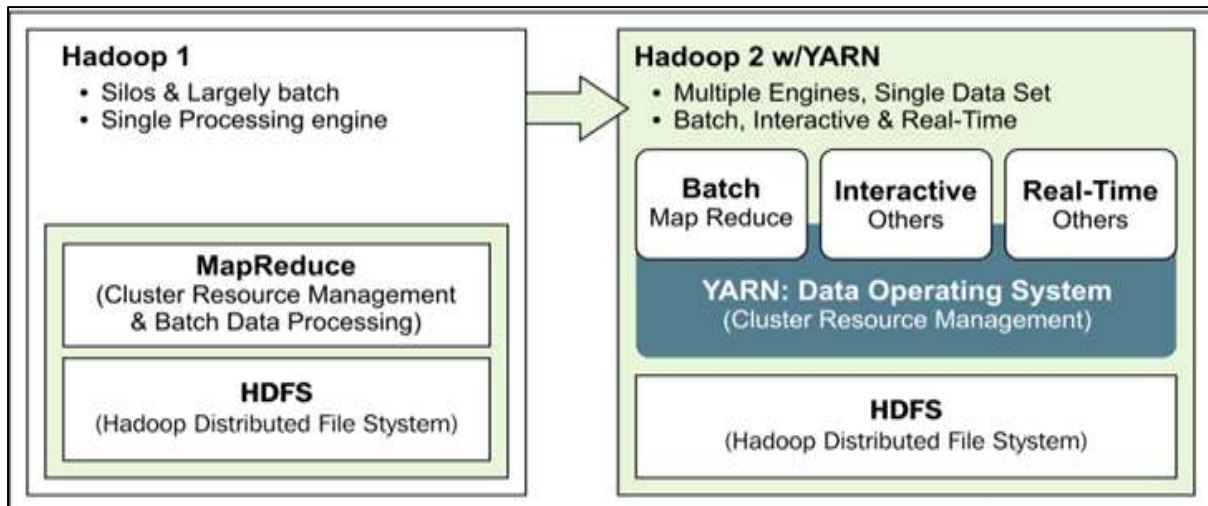 Hadoop 1
• Silos & Largely batch
• Single Processing engine
MapReduce
(Cluster Resource Management
& Batch Data Processing)
HDFS
(Hadoop Distributed File Stystem)
Hadoop 2 w/YARN
• Multiple Engines, Single Data Set
• Batch, Interactive & Real-Time
Batch
Map Reduce
Interactive
Others
Real-Time
Others
YARN: Data Operating System
(Cluster Resource Management)
HDFS
(Hadoop Distributed File Stystem)